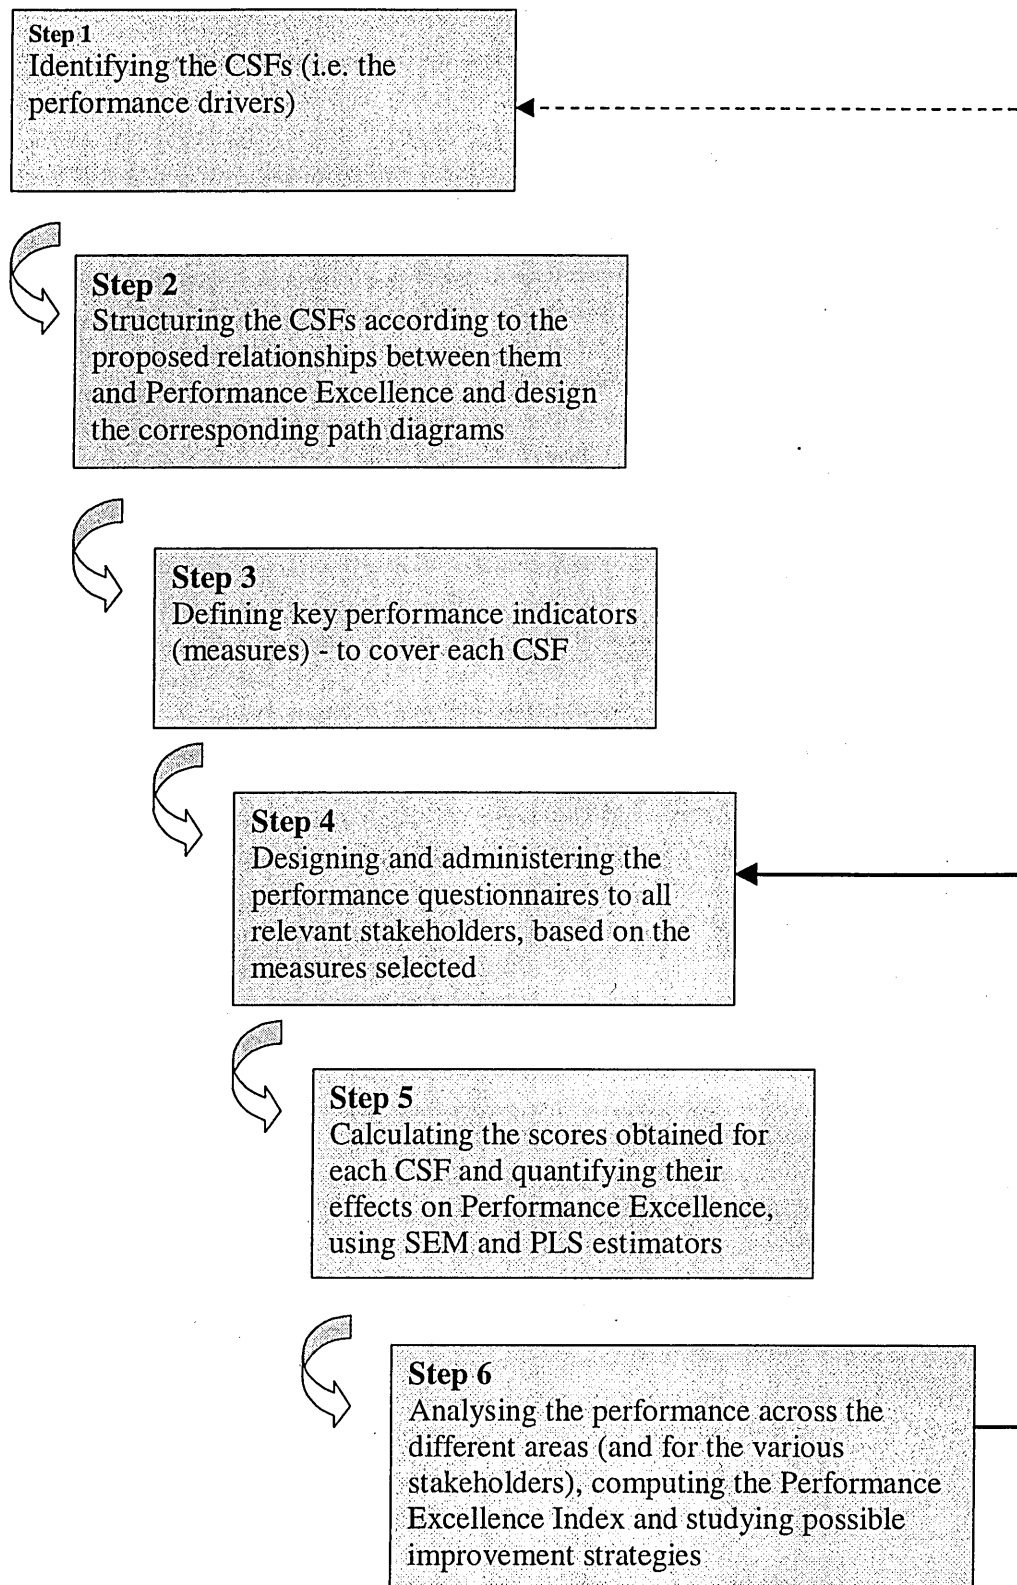 Step 1
Identifying the CSFs (i.e. the
performance drivers)
Step 2
Structuring the CSFs according to the
proposed relationships between them
and Performance Excellence and design
the corresponding path diagrams
Step 3
Defining key performance indicators
(measures) - to cover each CSF
Step 4
Designing and administering the
performance questionnaires to all
relevant stakeholders, based on the
measures selected
Step 5
Calculating the scores obtained for
each CSF and quantifying their
effects on Performance Excellence,
using SEM and PLS estimators
Step 6
Analysing the performance across the
different areas (and for the various
stakeholders), computing the Performance
Excellence Index and studying possible
improvement strategies